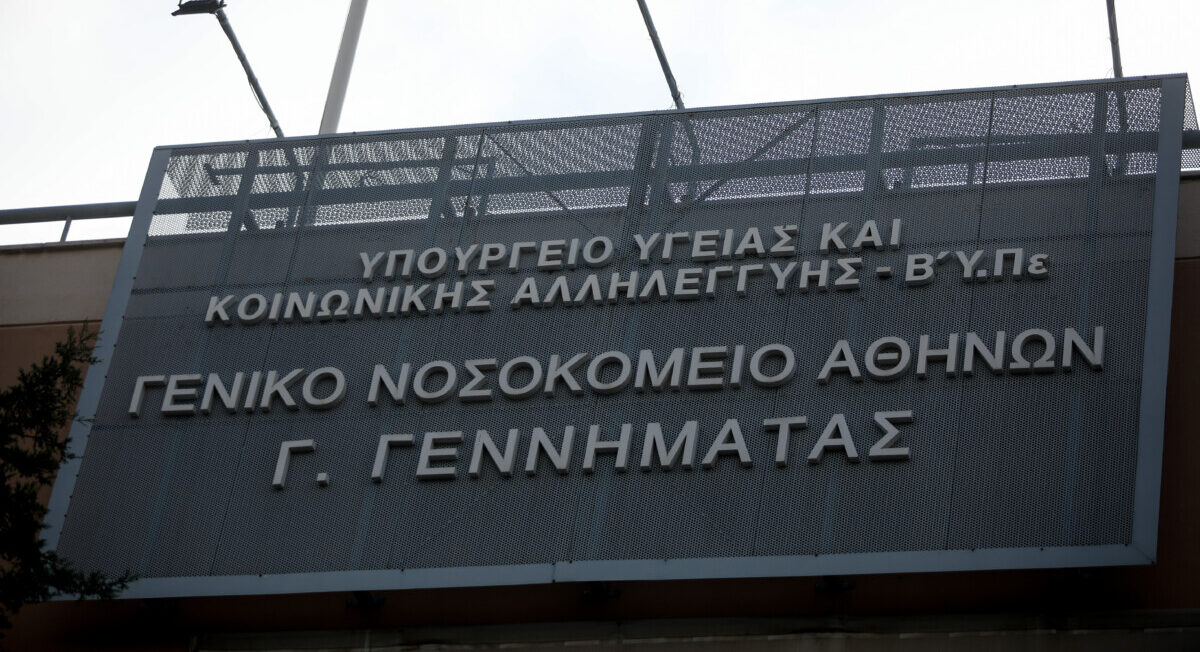 ΥΠΟΥΡΓΕΙΟ ΥΓΕΙΑΣ ΚΑΙ
ΚΟΙΝΩΝΙΚΗΣ ΑΛΛΗΛΕΓΓΥΗΣ - Β΄Υ.Πε
ΓΕΝΙΚΟ ΝΟΣΟΚΟΜΕΙΟ ΑΘΗΝΩΝ
Γ. ΓΕΝΝΗΜΑΤΑΣ